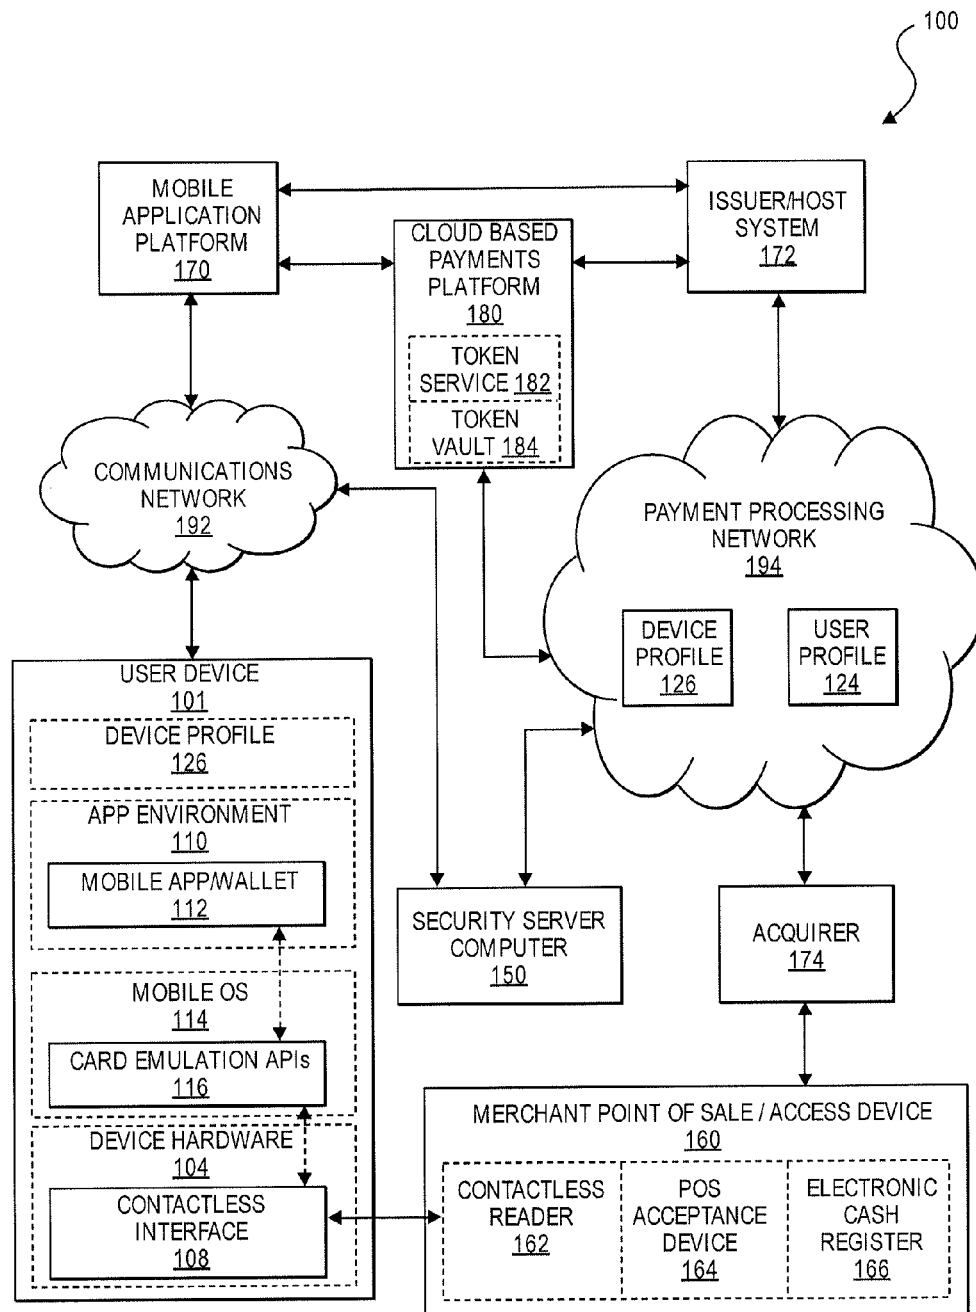 100
MOBILE
APPLICATION
PLATFORM
170
ISSUER/HOST
SYSTEM
172
CLOUD BASED
PAYMENTS
PLATFORM
180
TOKEN
SERVICE 182
TOKEN
VAULT 184
COMMUNICATIONS
NETWORK
192
PAYMENT PROCESSING
NETWORK
194
DEVICE
PROFILE
126
USER
PROFILE
124
USER DEVICE
101
DEVICE PROFILE
126
APP ENVIRONMENT
110
MOBILE APP/WALLET
112
MOBILE OS
114
CARD EMULATION APIs
116
DEVICE HARDWARE
104
CONTACTLESS
INTERFACE
108
SECURITY SERVER
COMPUTER
150
ACQUIRER
174
MERCHANT POINT OF SALE / ACCESS DEVICE
160
CONTACTLESS
READER
162
POS
ACCEPTANCE
DEVICE
164
ELECTRONIC
CASH
REGISTER
166